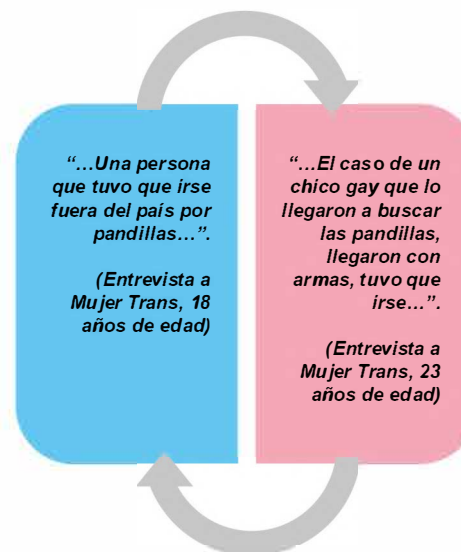 “…Una persona
que tuvo que irse
fuera del país por
pandillas…”.
(Entrevista a
Mujer Trans, 18
años de edad)
“…El caso de un
chico gay que lo
llegaron a buscar
las pandillas,
llegaron con
armas, tuvo que
irse…”.
(Entrevista a
Mujer Trans, 23
años de edad)